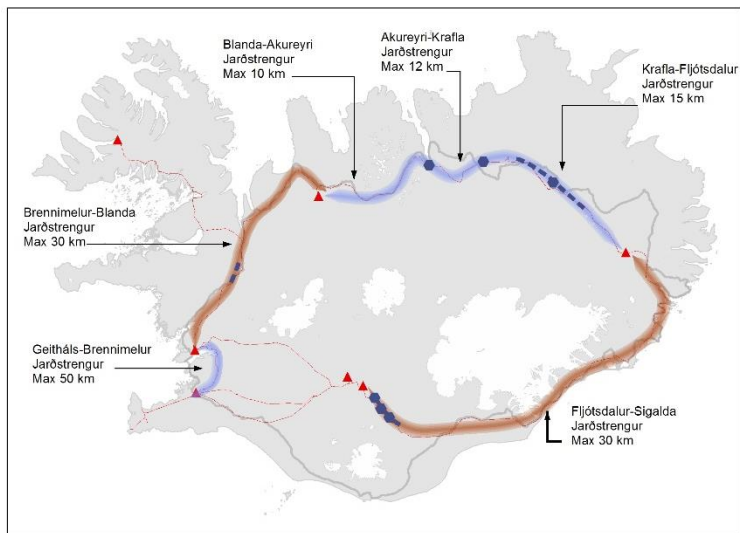 Blanda-Akureyri
Jarðstrengur
Max 10 km
Akureyri-Krafla
Jarðstrengur
Max 12 km
Krafla-Fljótsdalur
Jarðstrengur
Max 15 km
Brennimelur-Blanda
Jarðstrengur
Max 30 km
Geitháls-Brennimelur
Jarðstrengur
Max 50 km
Fljótsdalur-Sigalda
Jarðstrengur
Max 30 km